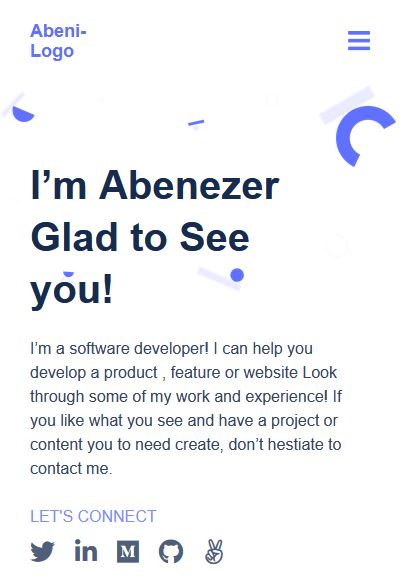 Abeni-
Logo
I’m Abenezer
Glad to See
you!
I’m a software developer! I can help you
develop a product , feature or website Look
through some of my work and experience! If
you like what you see and have a project or
content you to need create, don’t hestiate to
contact me.
LET'S CONNECT